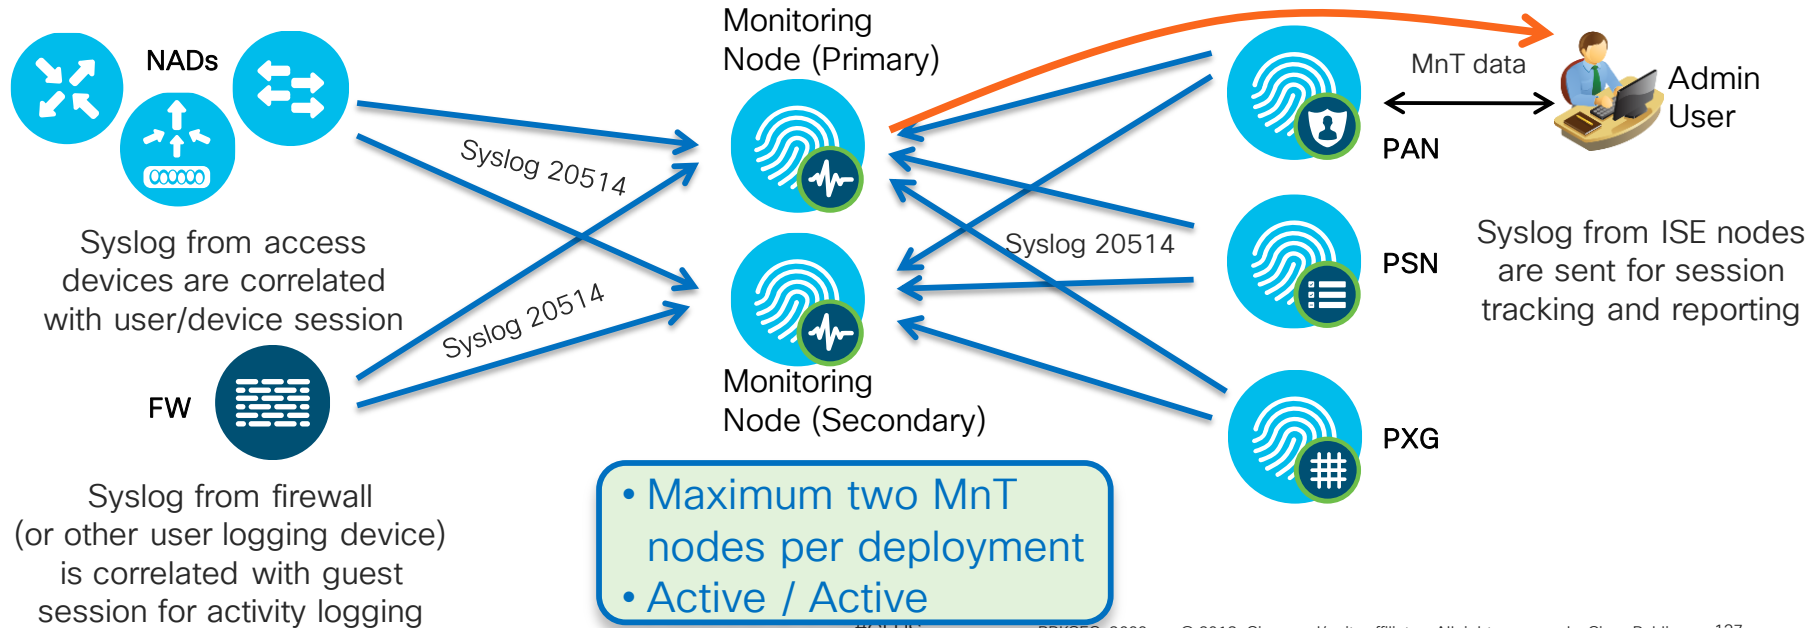 NADs
Syslog 20514
Syslog from access
devices are correlated
with user/device session
Syslog 20514
FW
Syslog from firewall
(or other user logging device)
is correlated with guest
session for activity logging
Monitoring
Node (Primary)
Monitoring
Node (Secondary)
• Maximum two MnT
nodes per deployment
• Active / Active
MnT data
Admin
User
PAN
Syslog 20514
PSN
Syslog from ISE nodes
are sent for session
tracking and reporting
PXG